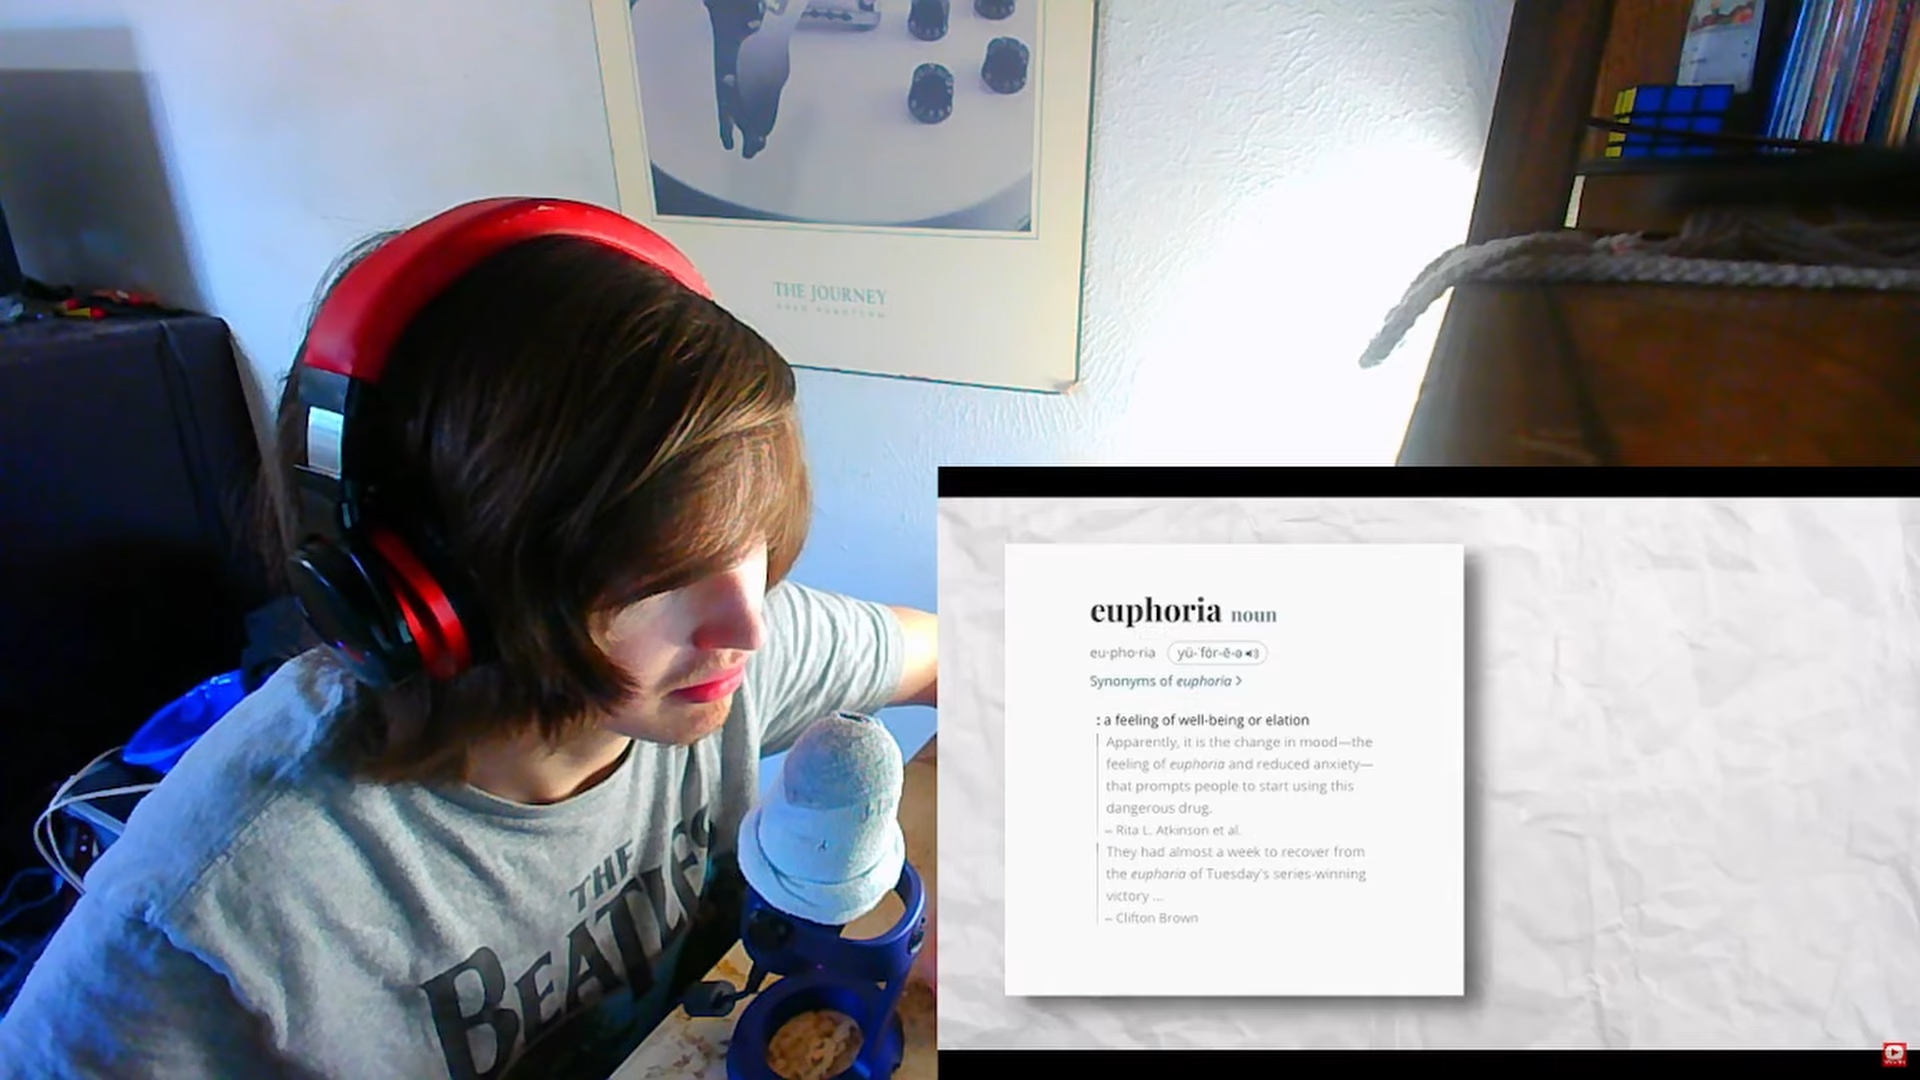 THE JOURNEY
THE
BEATLES
euphoria noun
eu·pho·ria yü-ˈfȯr-ē-ə
Synonyms of euphoria >
: a feeling of well-being or elation
Apparently, it is the change in mood—the
feeling of euphoria and reduced anxiety—
that prompts people to start using this
dangerous drug.
– Rita L. Atkinson et al.
They had almost a week to recover from
the euphoria of Tuesday's series-winning
victory ...
– Clifton Brown